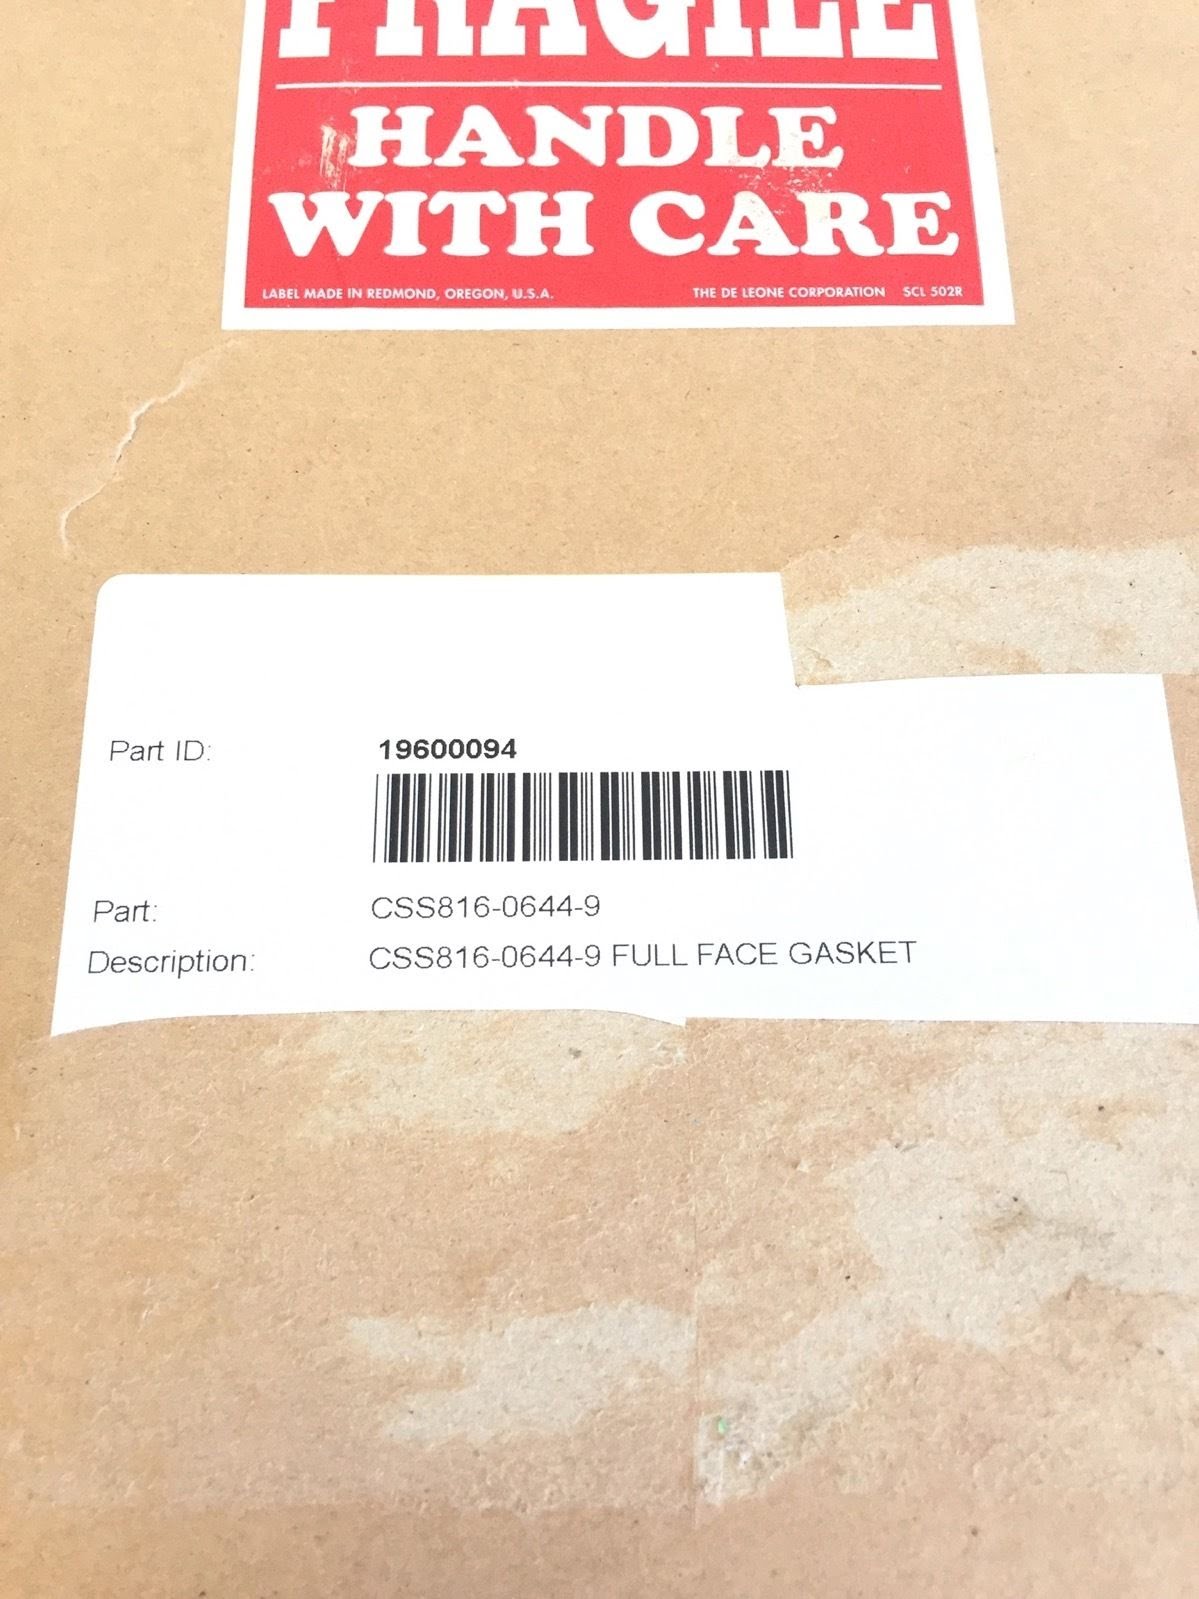 FRAGILE
HANDLE
WITH CARE
LABEL MADE IN REDMOND, OREGON, U.S.A. THE DE LEONE CORPORATION SCL 502R
Part ID: 19600094
Part: CSS816-0644-9
Description: CSS816-0644-9 FULL FACE GASKET